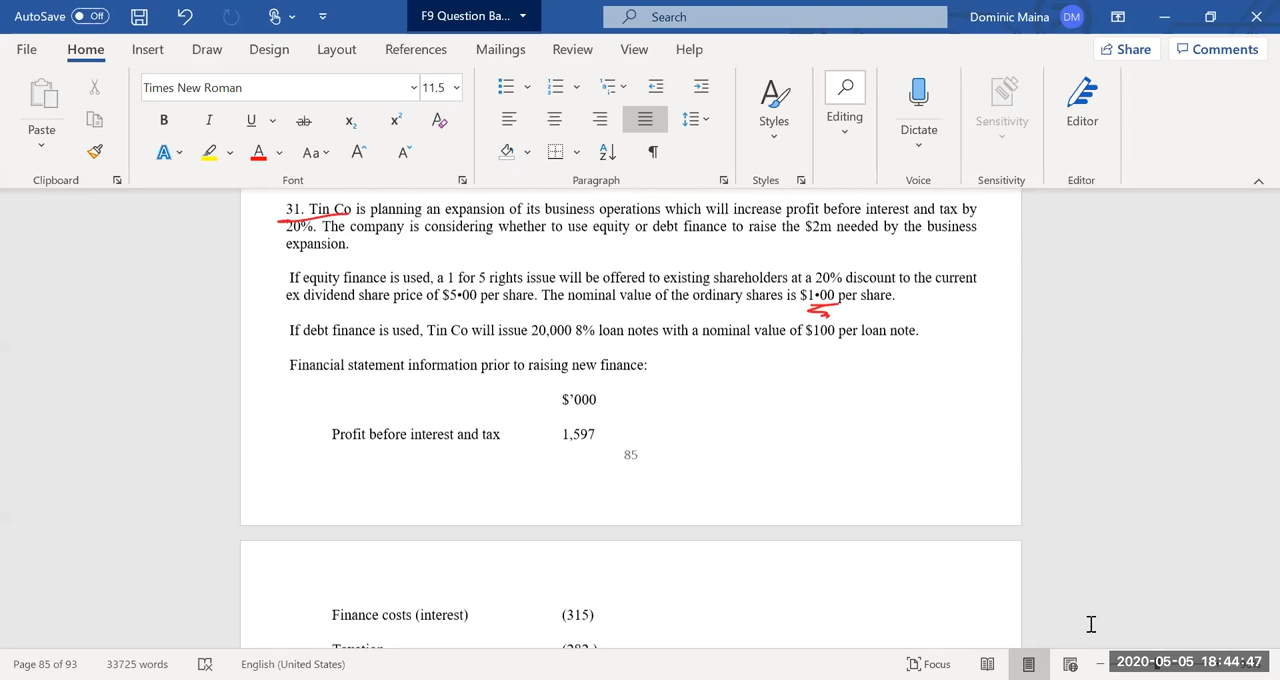 AutoSave Off F9 Question Ba... Search Dominic Maina DM
File Home Insert Draw Design Layout References Mailings Review View Help Share Comments
Times New Roman 11.5
Paste Styles Editing Dictate Sensitivity Editor
Clipboard Font Paragraph Styles Voice Sensitivity Editor
31. Tin Co is planning an expansion of its business operations which will increase profit before interest and tax by
20%. The company is considering whether to use equity or debt finance to raise the $2m needed by the business
expansion.
If equity finance is used, a 1 for 5 rights issue will be offered to existing shareholders at a 20% discount to the current
ex dividend share price of $5•00 per share. The nominal value of the ordinary shares is $1•00 per share.
If debt finance is used, Tin Co will issue 20,000 8% loan notes with a nominal value of $100 per loan note.
Financial statement information prior to raising new finance:
$’000
Profit before interest and tax 1,597
85
Finance costs (interest) (315)
Taxation (282)
Page 85 of 93 33725 words English (United States) Focus 2020-05-05 18:44:47